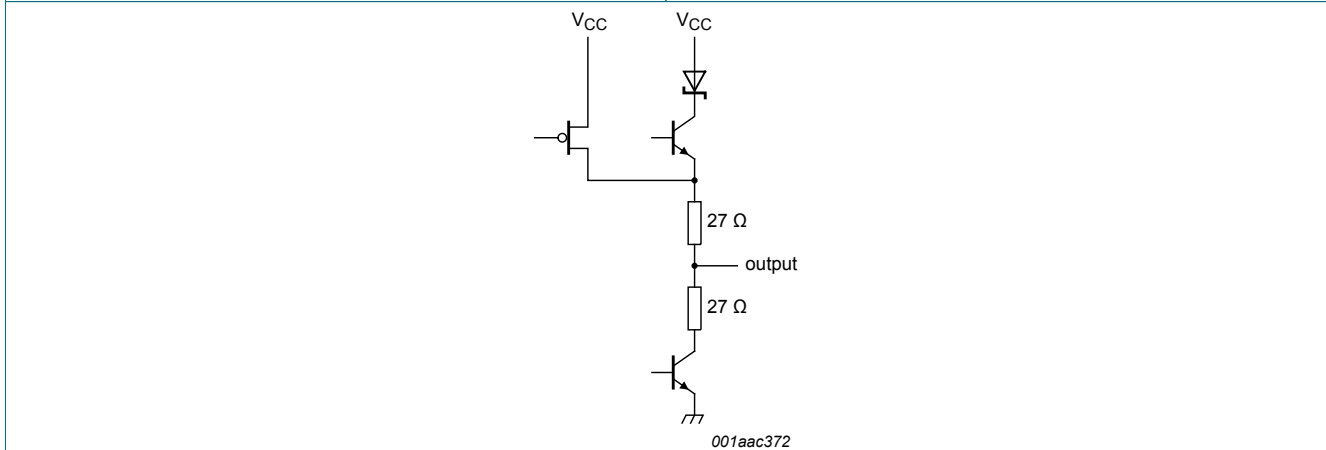 VCC VCC
27 Ω
output
27 Ω
001aac372